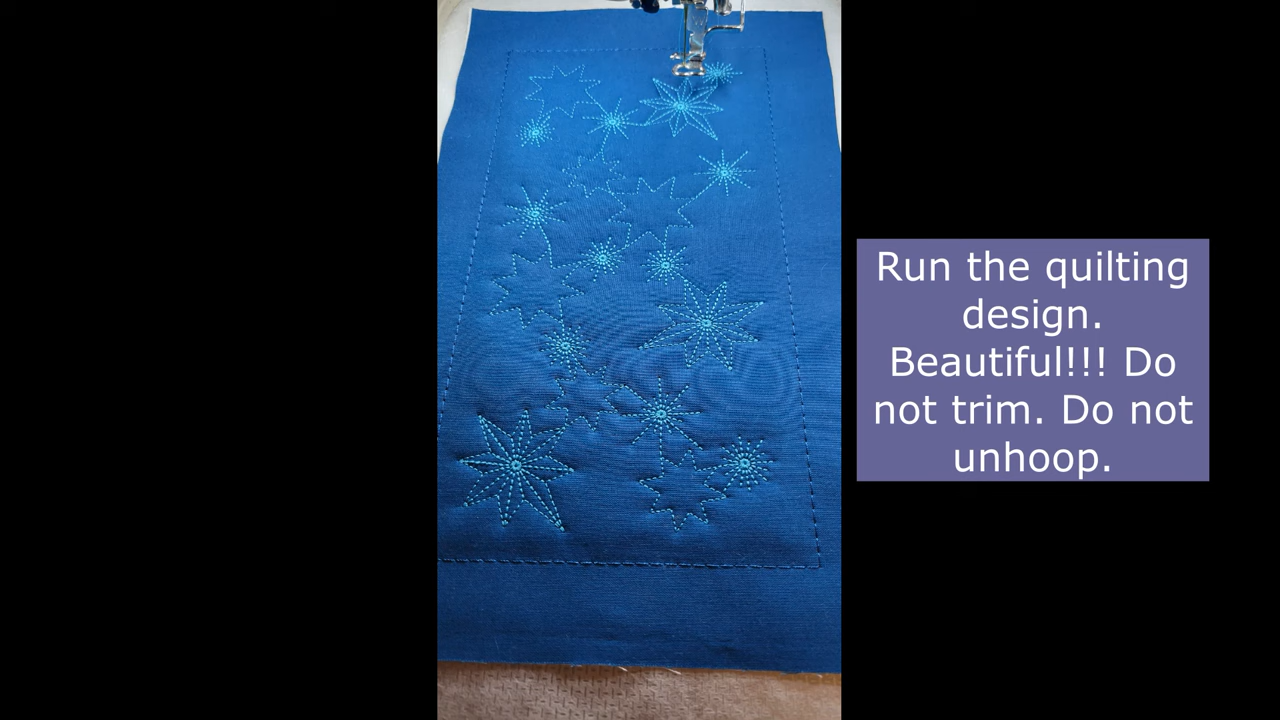 Run the quilting
design.
Beautiful!!! Do
not trim. Do not
unhoop.